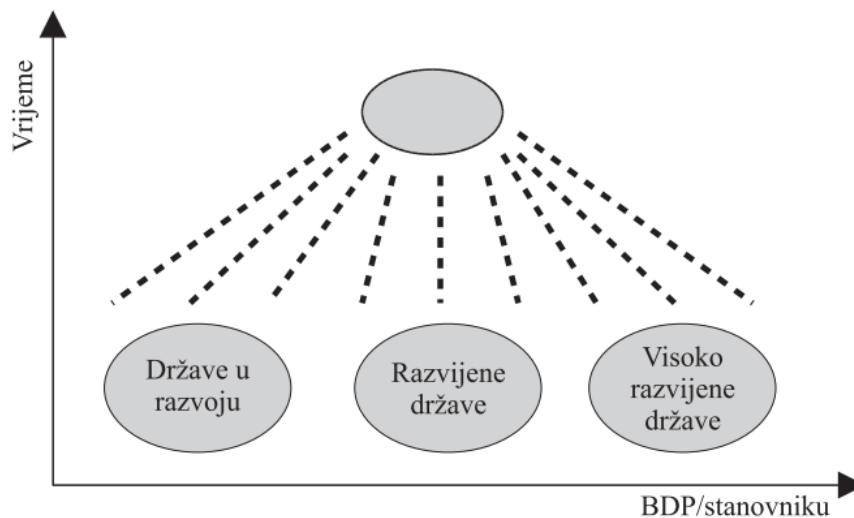 Vrijeme
Države u
razvoju
Razvijene
države
Visoko
razvijene
države
BDP/stanovniku